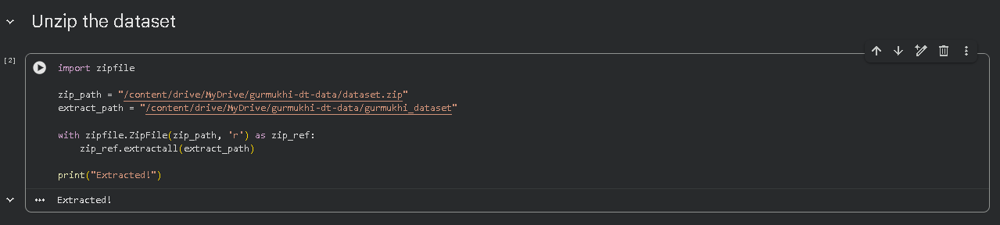 Unzip the dataset
[2]
import zipfile
zip_path = "/content/drive/MyDrive/gurmukhi-dt-data/dataset.zip"
extract_path = "/content/drive/MyDrive/gurmukhi-dt-data/gurmukhi_dataset"
with zipfile.ZipFile(zip_path, 'r') as zip_ref:
    zip_ref.extractall(extract_path)
print("Extracted!")
Extracted!